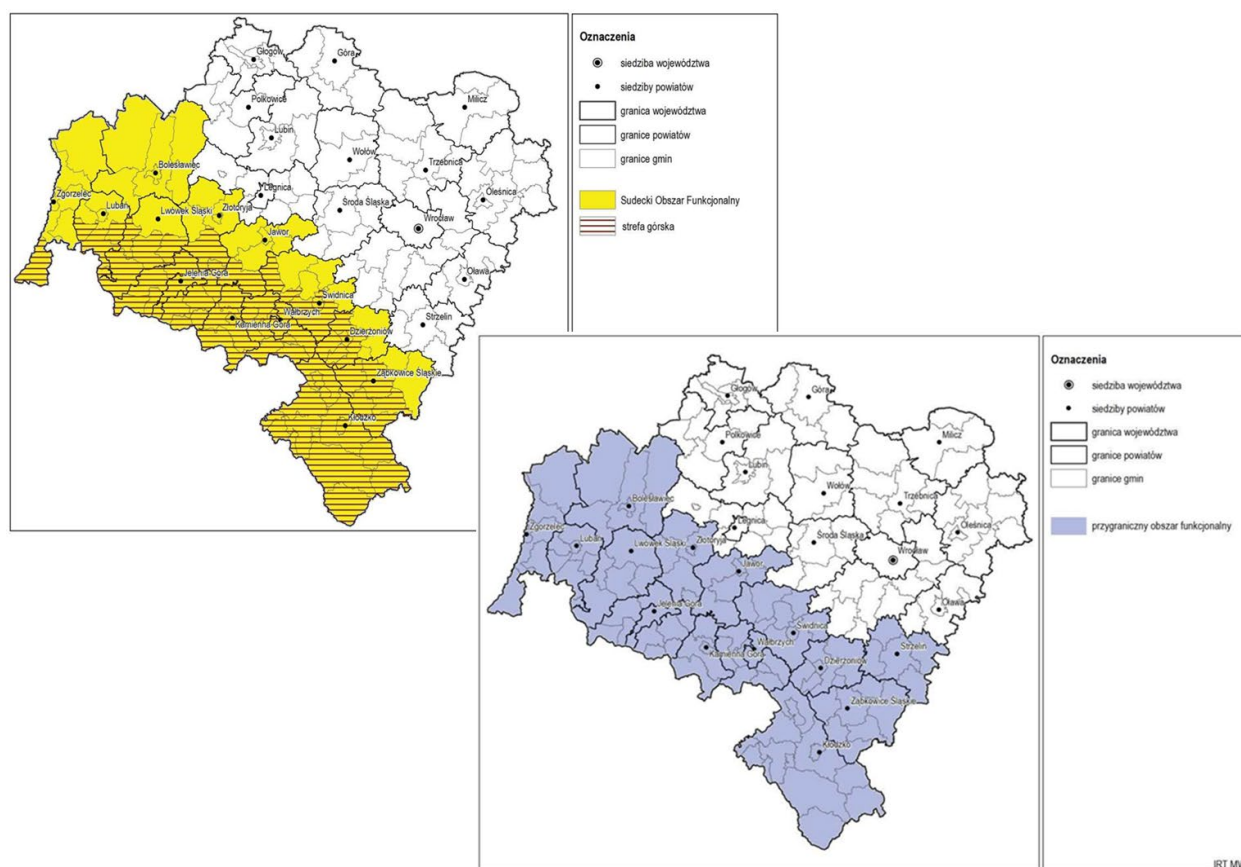 Oznaczenia
siedziba województwa
siedziby powiatów
granica województwa
granice powiatów
granice gmin
Sudecki Obszar Funkcjonalny
strefa górska
Głogów
Góra
Polkowice
Milicz
Lubin
Wołów
Trzebnica
Bolesławiec
Legnica
Oleśnica
Zgorzelec
Lubań
Lwówek Śląski
Złotoryja
Środa Śląska
Wrocław
Jawor
Jelenia Góra
Oława
Świdnica
Wałbrzych
Kamienna Góra
Strzelin
Dzierżoniów
Ząbkowice Śląskie
Kłodzko
Oznaczenia
siedziba województwa
siedziby powiatów
granica województwa
granice powiatów
granice gmin
przygraniczny obszar funkcjonalny
Głogów
Góra
Polkowice
Milicz
Lubin
Wołów
Trzebnica
Bolesławiec
Legnica
Oleśnica
Zgorzelec
Lubań
Lwówek Śląski
Złotoryja
Środa Śląska
Wrocław
Jawor
Jelenia Góra
Oława
Świdnica
Wałbrzych
Kamienna Góra
Strzelin
Dzierżoniów
Ząbkowice Śląskie
Kłodzko
IRT